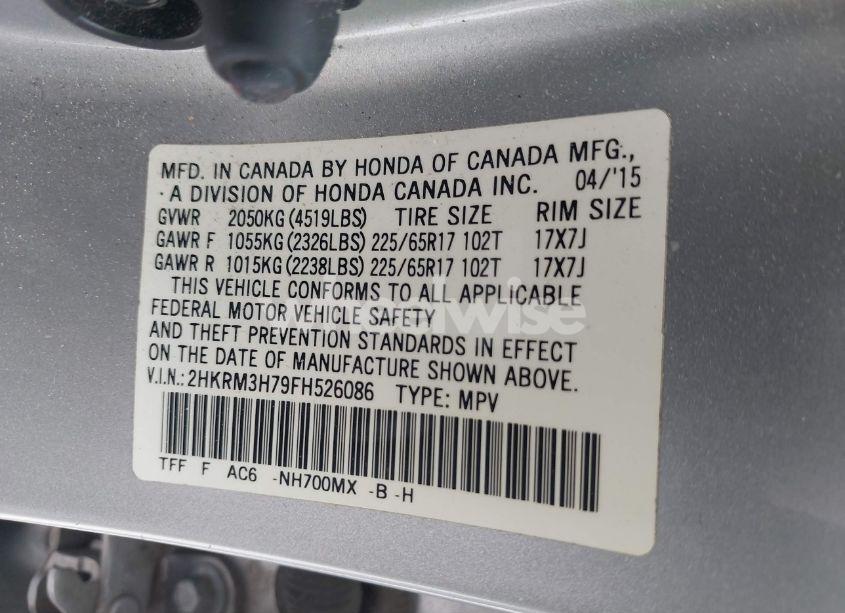 MFD. IN CANADA BY HONDA OF CANADA MFG.,
A DIVISION OF HONDA CANADA INC. 04/'15
GVWR 2050KG (4519LBS) TIRE SIZE RIM SIZE
GAWR F 1055KG (2326LBS) 225/65R17 102T 17X7J
GAWR R 1015KG (2238LBS) 225/65R17 102T 17X7J
THIS VEHICLE CONFORMS TO ALL APPLICABLE
FEDERAL MOTOR VEHICLE SAFETY
AND THEFT PREVENTION STANDARDS IN EFFECT
ON THE DATE OF MANUFACTURE SHOWN ABOVE.
V.I.N.: 2HKRM3H79FH526086 TYPE: MPV
TFF F AC6 -NH700MX -B -H